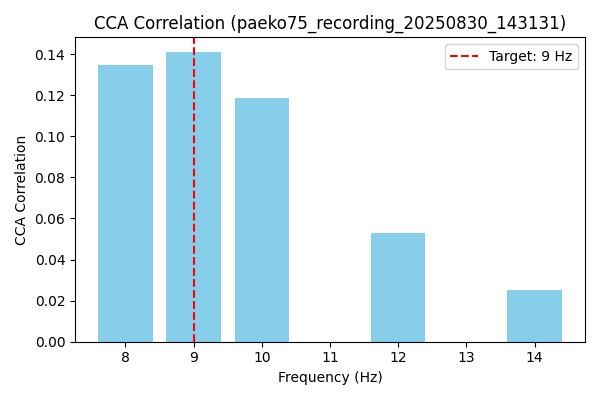 CCA Correlation (paeko75_recording_20250830_143131)
Target: 9 Hz
CCA Correlation
0.14
0.12
0.10
0.08
0.06
0.04
0.02
0.00
8 9 10 11 12 13 14
Frequency (Hz)